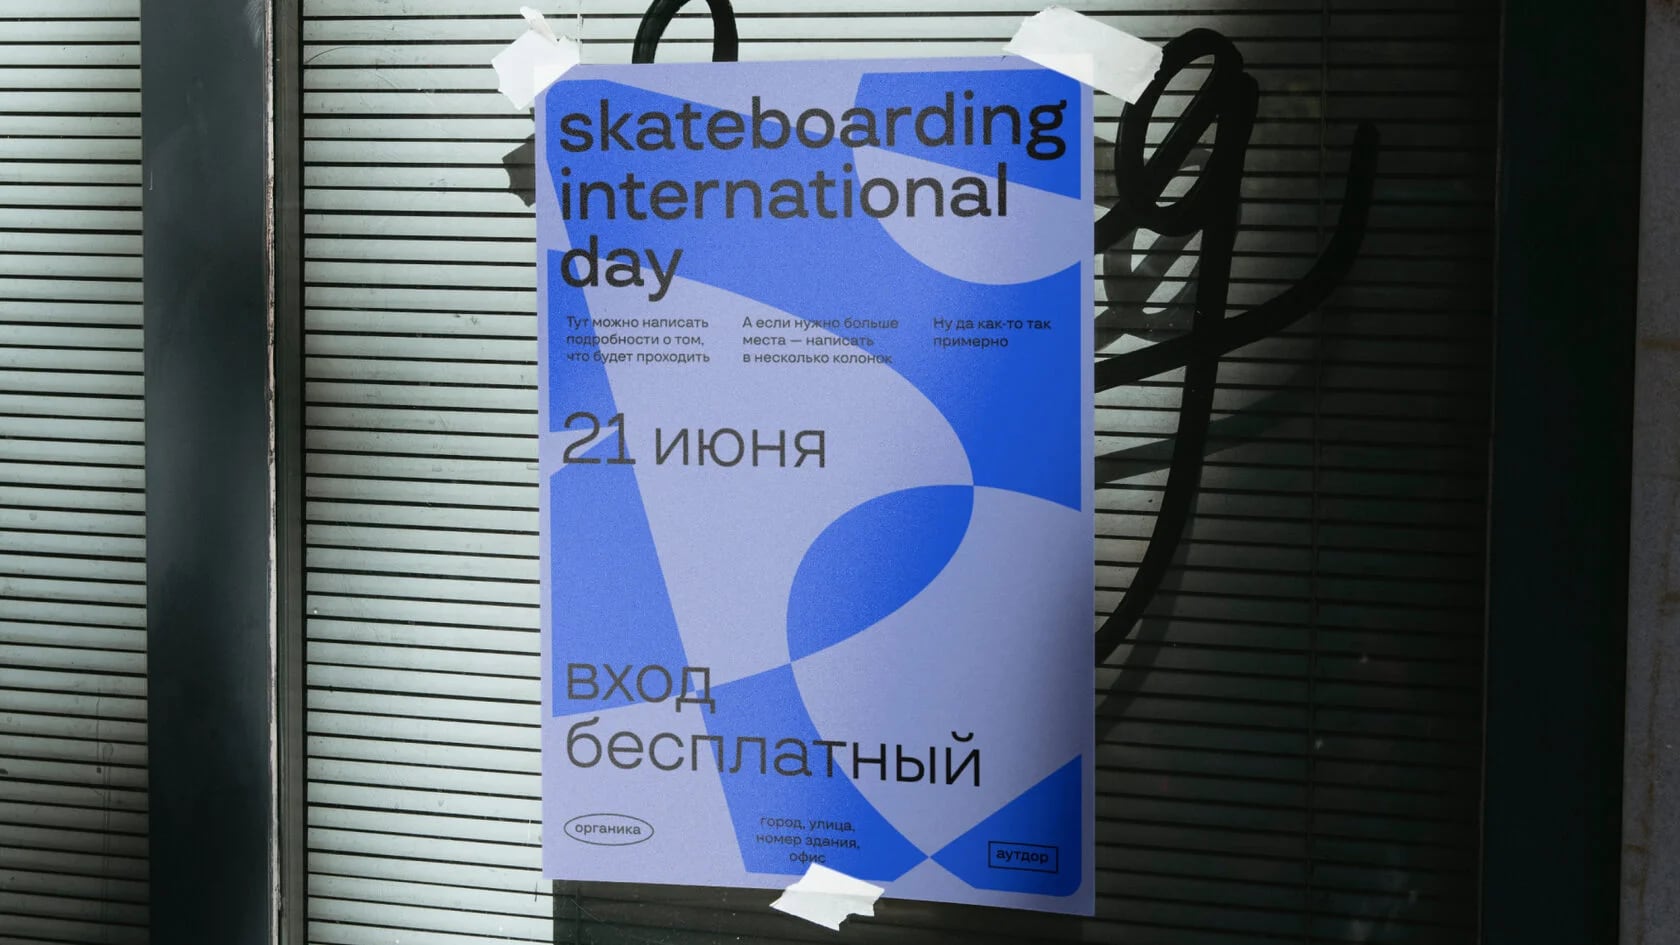 skateboarding
international
day
Тут можно написать
подробности о том,
что будет проходить
А если нужно больше
места — написать
в несколько колонок
Ну да как-то так
примерно
21 июня
вход
бесплатный
органика
город, улица,
номер здания,
офис
аутдор